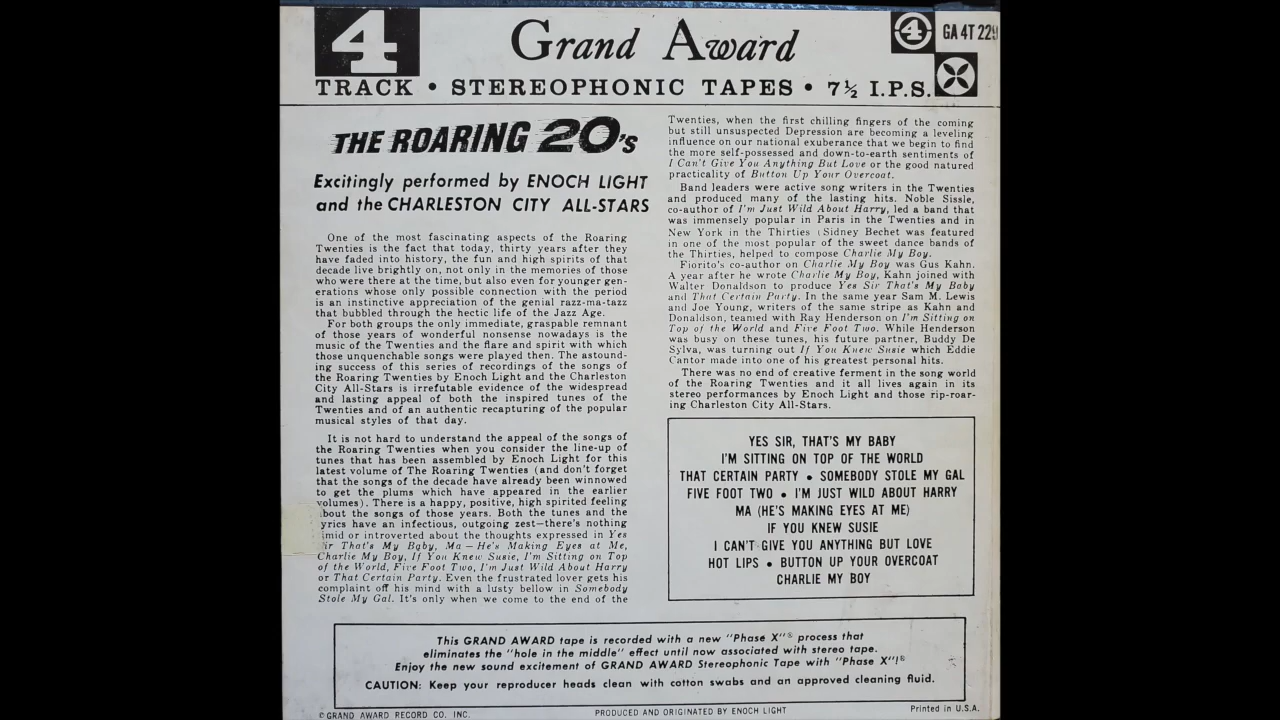 4
Grand Award
4
GA 4T 229
TRACK • STEREOPHONIC TAPES • 7½ I.P.S.
THE ROARING 20's
Excitingly performed by ENOCH LIGHT
and the CHARLESTON CITY ALL-STARS
One of the most fascinating aspects of the Roaring
Twenties is the fact that today, thirty years after they
have faded into history, the fun and high spirits of that
decade live brightly on, not only in the memories of those
who were there at the time, but also even for younger gen-
erations whose only possible connection with the period
is an instinctive appreciation of the genial razz-ma-tazz
that bubbled through the hectic life of the Jazz Age.
For both groups the only immediate, graspable remnant
of those years of wonderful nonsense nowadays is the
music of the Twenties and the flare and spirit with which
those unquenchable songs were played then. The astound-
ing success of this series of recordings of the songs of
the Roaring Twenties by Enoch Light and the Charleston
City All-Stars is irrefutable evidence of the widespread
and lasting appeal of both the inspired tunes of the
Twenties and of an authentic recapturing of the popular
musical styles of that day.
It is not hard to understand the appeal of the songs of
the Roaring Twenties when you consider the line-up of
tunes that has been assembled by Enoch Light for this
latest volume of The Roaring Twenties (and don't forget
that the songs of the decade have already been winnowed
to get the plums which have appeared in the earlier
volumes). There is a happy, positive, high spirited feeling
bout the songs of those years. Both the tunes and the
yrics have an infectious, outgoing zest—there's nothing
imid or introverted about the thoughts expressed in Yes
ir That's My Baby, Ma — He's Making Eyes at Me,
Charlie My Boy, If You Knew Susie, I'm Sitting on Top
of the World, Five Foot Two, I'm Just Wild About Harry
or That Certain Party. Even the frustrated lover gets his
complaint off his mind with a lusty bellow in Somebody
Stole My Gal. It's only when we come to the end of the
Twenties, when the first chilling fingers of the coming
but still unsuspected Depression are becoming a leveling
influence on our national exuberance that we begin to find
the more self-possessed and down-to-earth sentiments of
I Can't Give You Anything But Love or the good natured
practicality of Button Up Your Overcoat.
Band leaders were active song writers in the Twenties
and produced many of the lasting hits. Noble Sissle,
co-author of I'm Just Wild About Harry, led a band that
was immensely popular in Paris in the Twenties and in
New York in the Thirties (Sidney Bechet was featured
in one of the most popular of the sweet dance bands of
the Thirties, helped to compose Charlie My Boy.
Fiorito's co-author on Charlie My Boy was Gus Kahn.
A year after he wrote Charlie My Boy, Kahn joined with
Walter Donaldson to produce Yes Sir That's My Baby
and That Certain Party. In the same year Sam M. Lewis
and Joe Young, writers of the same stripe as Kahn and
Donaldson, teamed with Ray Henderson on I'm Sitting on
Top of the World and Five Foot Two. While Henderson
was busy on these tunes, his future partner, Buddy De
Sylva, was turning out If You Knew Susie which Eddie
Cantor made into one of his greatest personal hits.
There was no end of creative ferment in the song world
of the Roaring Twenties and it all lives again in its
stereo performances by Enoch Light and those rip-roar-
ing Charleston City All-Stars.
YES SIR, THAT'S MY BABY
I'M SITTING ON TOP OF THE WORLD
THAT CERTAIN PARTY • SOMEBODY STOLE MY GAL
FIVE FOOT TWO • I'M JUST WILD ABOUT HARRY
MA (HE'S MAKING EYES AT ME)
IF YOU KNEW SUSIE
I CAN'T GIVE YOU ANYTHING BUT LOVE
HOT LIPS • BUTTON UP YOUR OVERCOAT
CHARLIE MY BOY
This GRAND AWARD tape is recorded with a new "Phase X"® process that
eliminates the "hole in the middle" effect until now associated with stereo tape.
Enjoy the new sound excitement of GRAND AWARD Stereophonic Tape with "Phase X"!®
CAUTION: Keep your reproducer heads clean with cotton swabs and an approved cleaning fluid.
© GRAND AWARD RECORD CO. INC.
PRODUCED AND ORIGINATED BY ENOCH LIGHT
Printed in U.S.A.